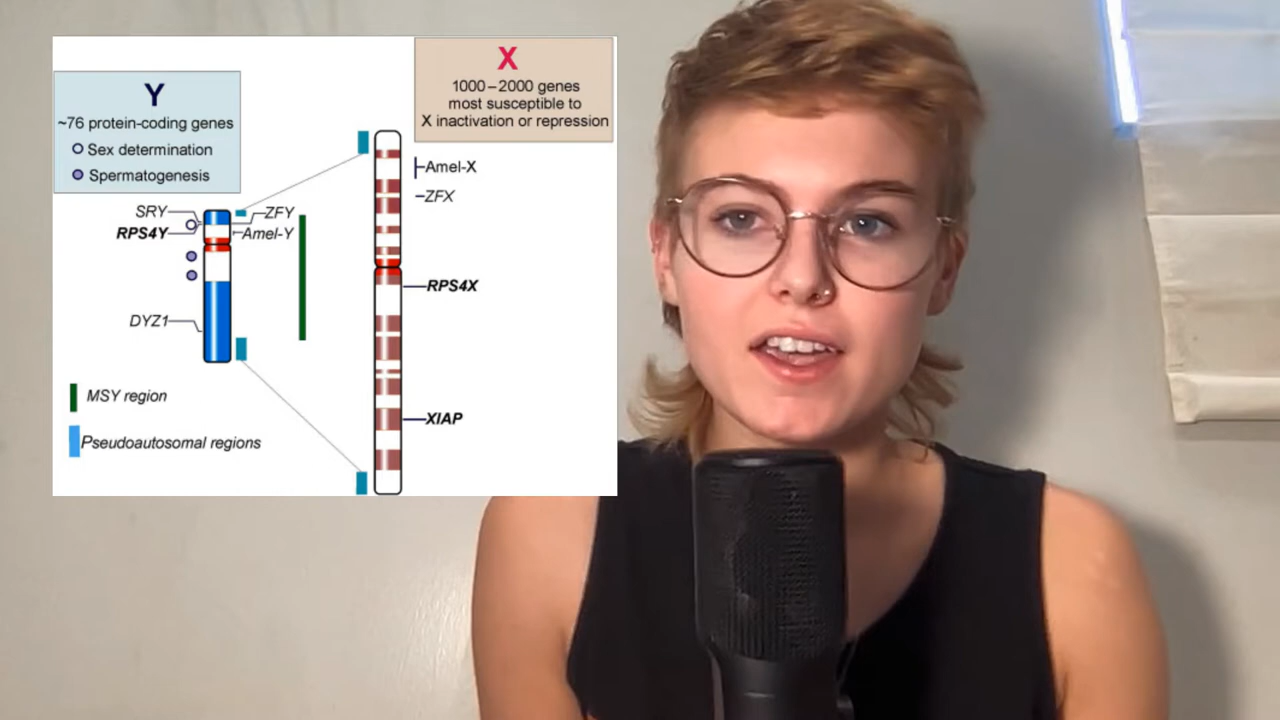 Y
~76 protein-coding genes
Sex determination
Spermatogenesis
X
1000–2000 genes
most susceptible to
X inactivation or repression
SRY
RPS4Y
ZFY
Amel-Y
DYZ1
MSY region
Pseudoautosomal regions
Amel-X
ZFX
RPS4X
XIAP